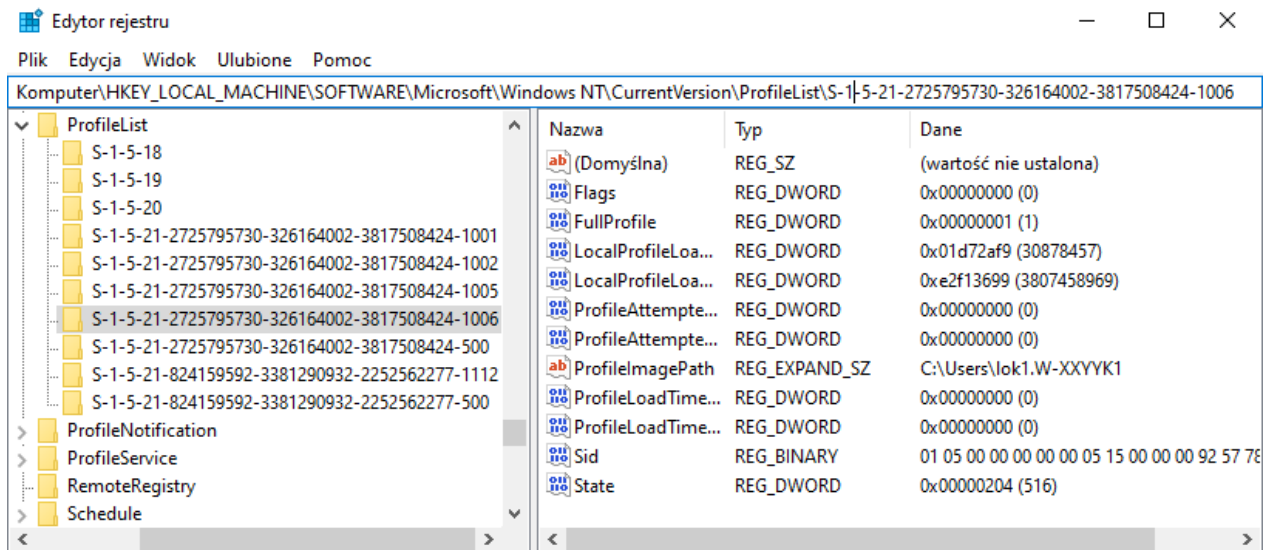 Edytor rejestru
Plik Edycja Widok Ulubione Pomoc
Komputer\HKEY_LOCAL_MACHINE\SOFTWARE\Microsoft\Windows NT\CurrentVersion\ProfileList\S-1-5-21-2725795730-326164002-3817508424-1006
ProfileList
S-1-5-18
S-1-5-19
S-1-5-20
S-1-5-21-2725795730-326164002-3817508424-1001
S-1-5-21-2725795730-326164002-3817508424-1002
S-1-5-21-2725795730-326164002-3817508424-1005
S-1-5-21-2725795730-326164002-3817508424-1006
S-1-5-21-2725795730-326164002-3817508424-500
S-1-5-21-824159592-3381290932-2252562277-1112
S-1-5-21-824159592-3381290932-2252562277-500
ProfileNotification
ProfileService
RemoteRegistry
Schedule
Nazwa Typ Dane
(Domyślna) REG_SZ (wartość nie ustalona)
Flags REG_DWORD 0x00000000 (0)
FullProfile REG_DWORD 0x00000001 (1)
LocalProfileLoa... REG_DWORD 0x01d72af9 (30878457)
LocalProfileLoa... REG_DWORD 0xe2f13699 (3807458969)
ProfileAttempte... REG_DWORD 0x00000000 (0)
ProfileAttempte... REG_DWORD 0x00000000 (0)
ProfileImagePath REG_EXPAND_SZ C:\Users\lok1.W-XXYYK1
ProfileLoadTime... REG_DWORD 0x00000000 (0)
ProfileLoadTime... REG_DWORD 0x00000000 (0)
Sid REG_BINARY 01 05 00 00 00 00 00 05 15 00 00 00 92 57 78
State REG_DWORD 0x00000204 (516)